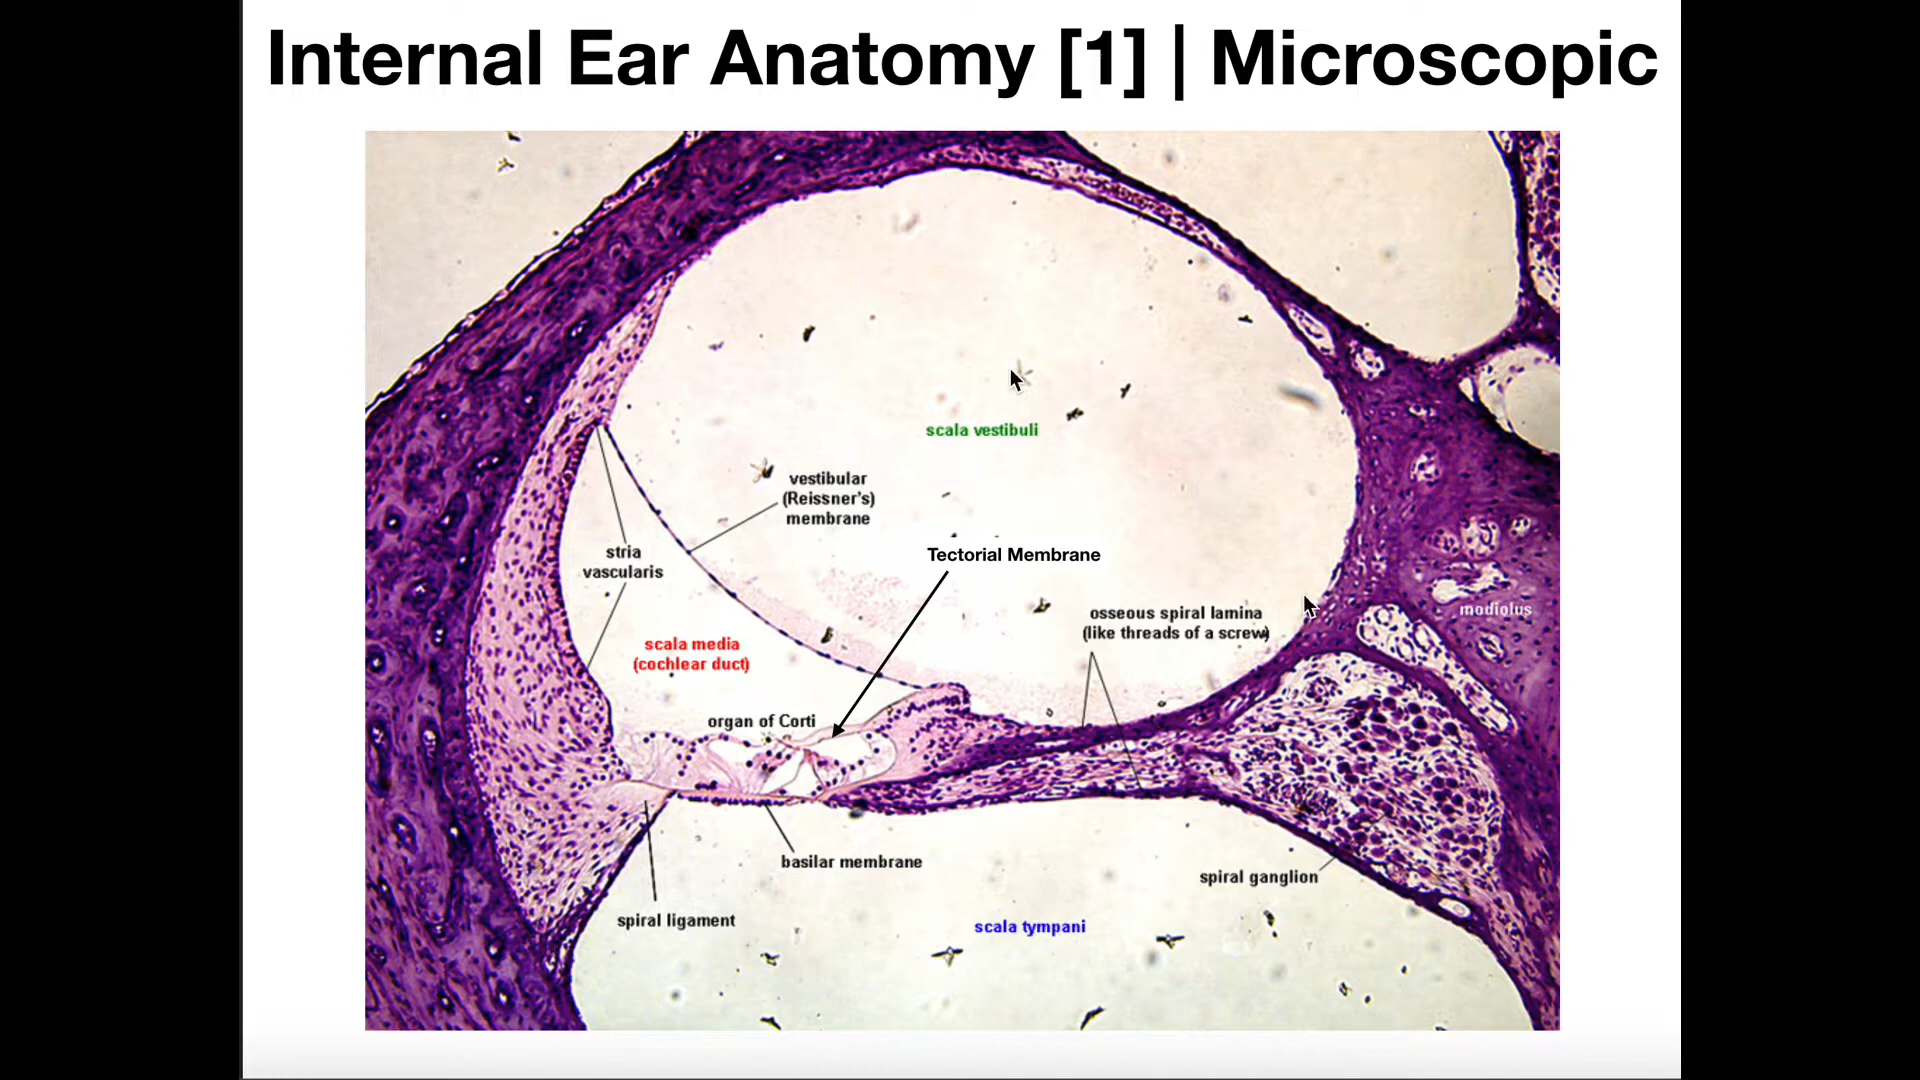 Internal Ear Anatomy [1] | Microscopic
scala vestibuli
vestibular
(Reissner's)
membrane
Tectorial Membrane
stria
vascularis
osseous spiral lamina
(like threads of a screw)
modiolus
scala media
(cochlear duct)
organ of Corti
basilar membrane
spiral ganglion
spiral ligament
scala tympani